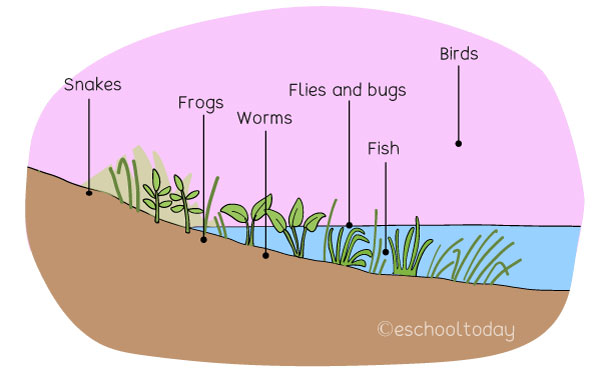 Birds
Snakes
Flies and bugs
Frogs
Worms
Fish
©eschooltoday